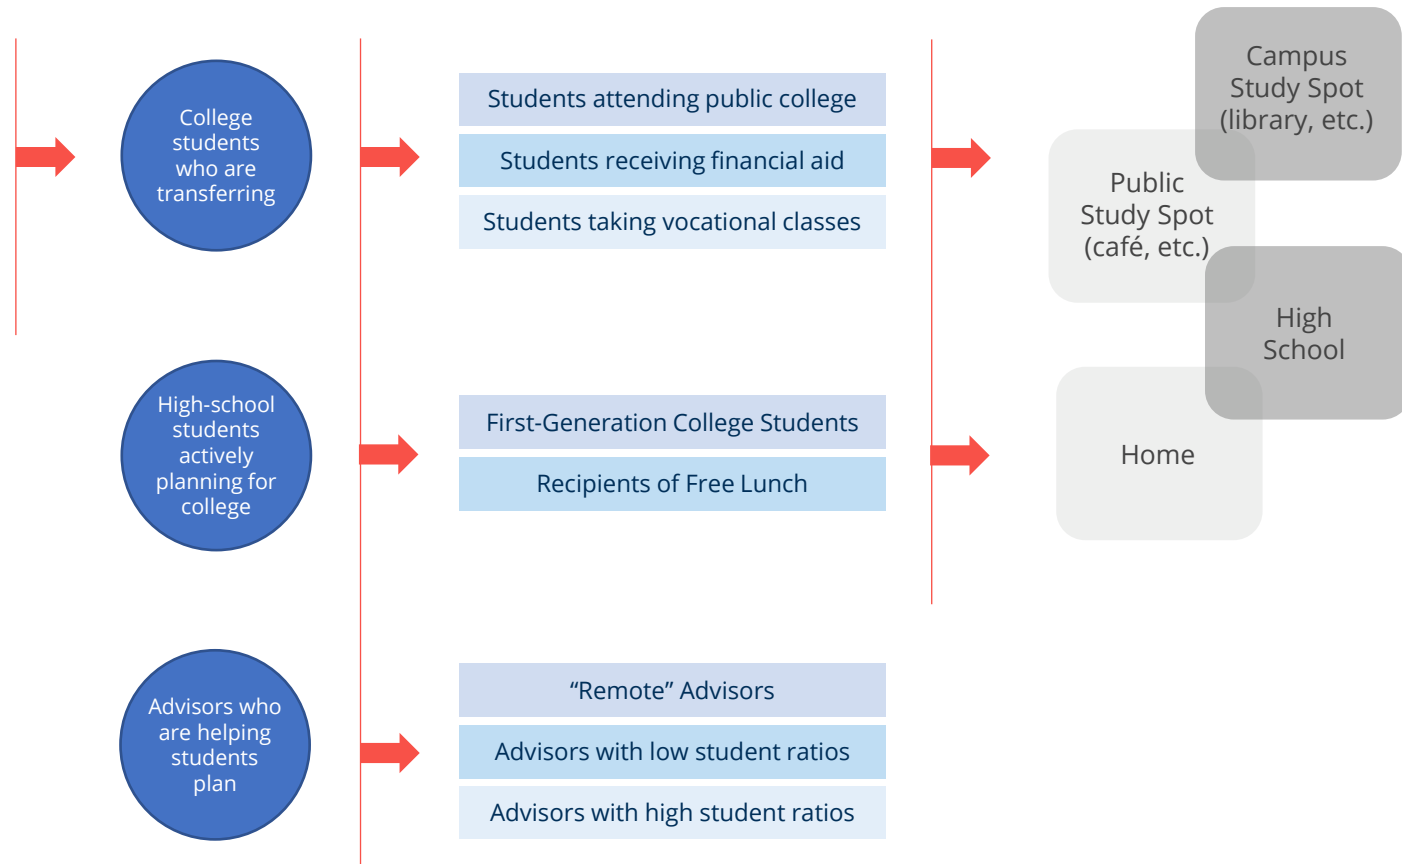 College
students
who are
transferring
Students attending public college
Students receiving financial aid
Students taking vocational classes
Campus
Study Spot
(library, etc.)
Public
Study Spot
(café, etc.)
High
School
Home
High-school
students
actively
planning for
college
First-Generation College Students
Recipients of Free Lunch
Advisors who
are helping
students
plan
“Remote” Advisors
Advisors with low student ratios
Advisors with high student ratios